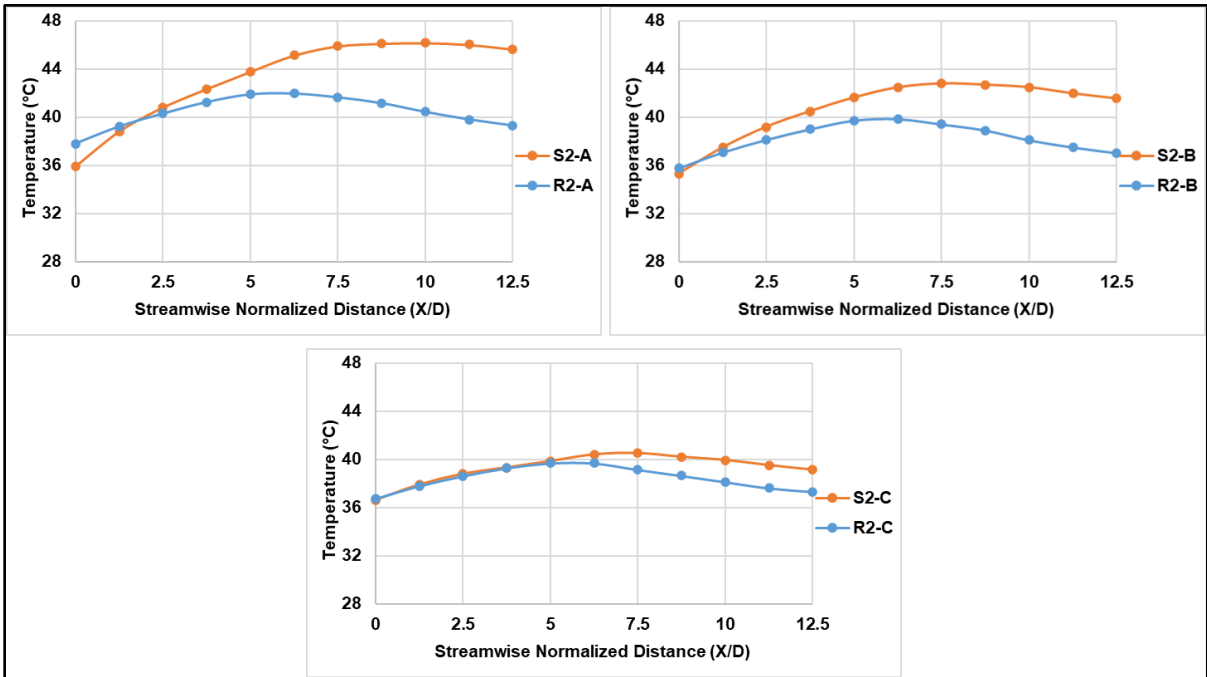 48
44
40
36
32
28
Temperature (°C)
0 2.5 5 7.5 10 12.5
Streamwise Normalized Distance (X/D)
S2-A
R2-A
48
44
40
36
32
28
Temperature (°C)
0 2.5 5 7.5 10 12.5
Streamwise Normalized Distance (X/D)
S2-B
R2-B
48
44
40
36
32
28
Temperature (°C)
0 2.5 5 7.5 10 12.5
Streamwise Normalized Distance (X/D)
S2-C
R2-C